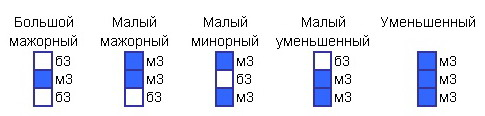 Большой Малый Малый Малый Уменьшенный
мажорный мажорный минорный уменьшенный
б3 м3 м3 б3 м3
м3 м3 б3 м3 м3
б3 б3 м3 м3 м3